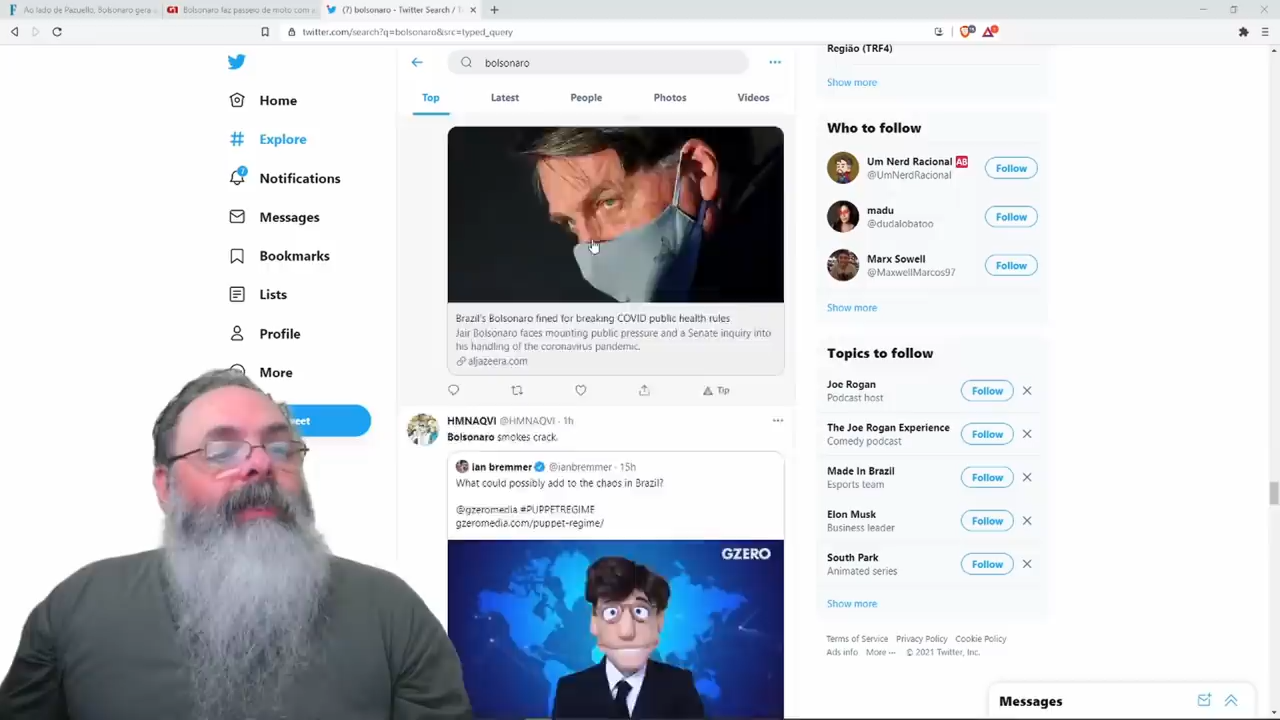 Ao lado de Pazuello, Bolsonaro gera
G1 Bolsonaro faz passeio de moto com
(7) bolsonaro - Twitter Search / T
twitter.com/search?q=bolsonaro&src=typed_query
bolsonaro
Top Latest People Photos Videos
Home
Explore
7
Notifications
Messages
Bookmarks
Lists
Profile
More
eet
Brazil's Bolsonaro fined for breaking COVID public health rules
Jair Bolsonaro faces mounting public pressure and a Senate inquiry into
his handling of the coronavirus pandemic.
aljazeera.com
Tip
HMNAQVI @HMNAQVI · 1h
Bolsonaro smokes crack.
ian bremmer @ianbremmer · 15h
What could possibly add to the chaos in Brazil?
@gzeromedia #PUPPETREGIME
gzeromedia.com/puppet-regime/
GZERO
Região (TRF4)
Show more
Who to follow
Um Nerd Racional AB
@UmNerdRacional
Follow
madu
@dudalobatoo
Follow
Marx Sowell
@MaxwellMarcos97
Follow
Show more
Topics to follow
Joe Rogan
Podcast host
Follow
The Joe Rogan Experience
Comedy podcast
Follow
Made In Brazil
Esports team
Follow
Elon Musk
Business leader
Follow
South Park
Animated series
Follow
Show more
Terms of Service Privacy Policy Cookie Policy
Ads info More ··· © 2021 Twitter, Inc.
Messages